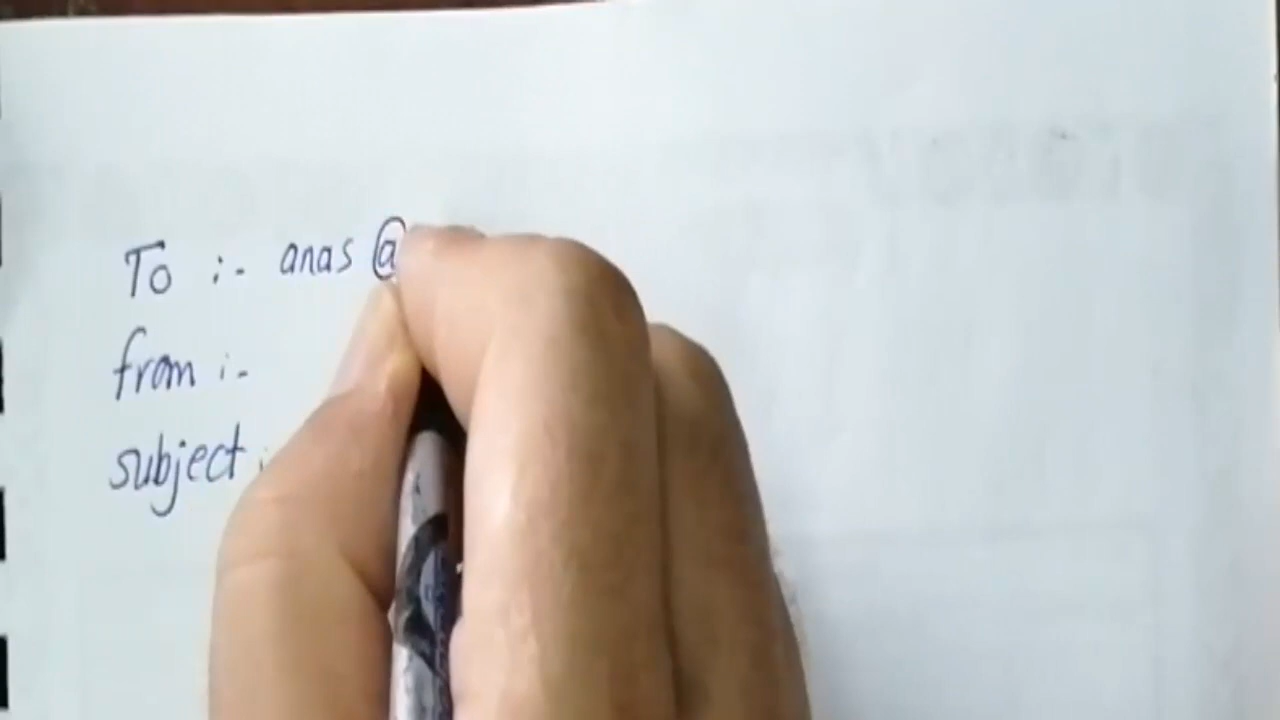 To :- anas @
from :-
subject :